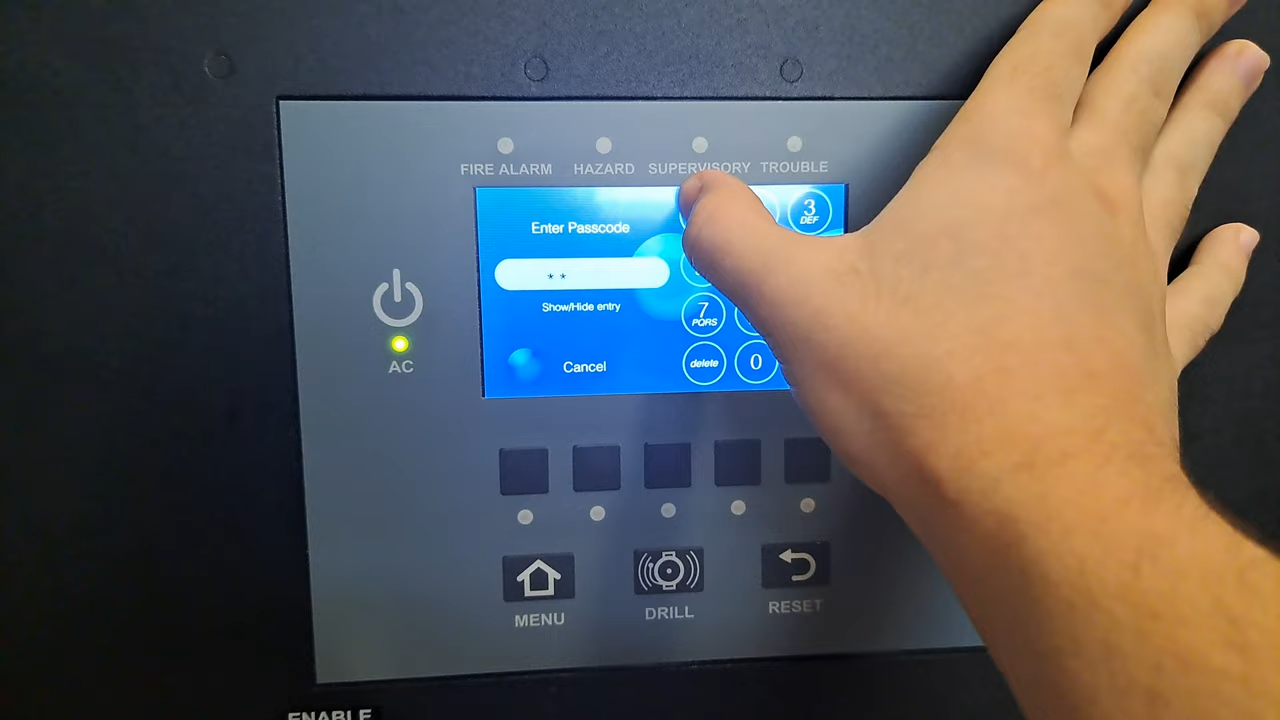 FIRE ALARM HAZARD SUPERVISORY TROUBLE
Enter Passcode
3
DEF
**
Show/Hide entry
7
PQRS
Cancel
delete
0
AC
MENU
DRILL
RESET
ENABLE